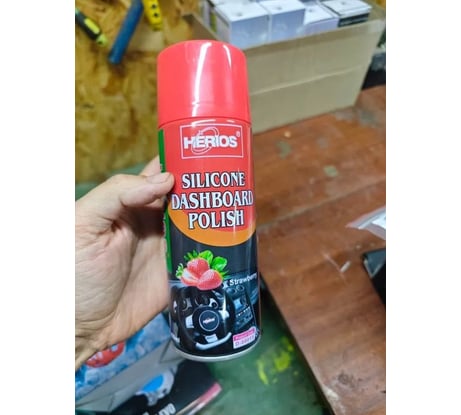 HERIOS®
SILICONE
DASHBOARD
POLISH
Strawberry